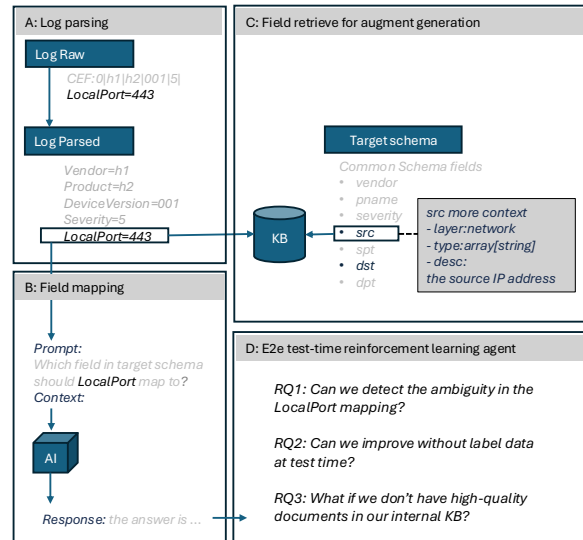 A: Log parsing
Log Raw
CEF:0|h1|h2|001|5|
LocalPort=443
Log Parsed
Vendor=h1
Product=h2
DeviceVersion=001
Severity=5
LocalPort=443
B: Field mapping
Prompt:
Which field in target schema
should LocalPort map to?
Context:
AI
Response: the answer is ...
C: Field retrieve for augment generation
KB
Target schema
Common Schema fields
• vendor
• pname
• severity
• src
• spt
• dst
• dpt
src more context
- layer:network
- type:array[string]
- desc:
the source IP address
D: E2e test-time reinforcement learning agent
RQ1: Can we detect the ambiguity in the
LocalPort mapping?
RQ2: Can we improve without label data
at test time?
RQ3: What if we don't have high-quality
documents in our internal KB?